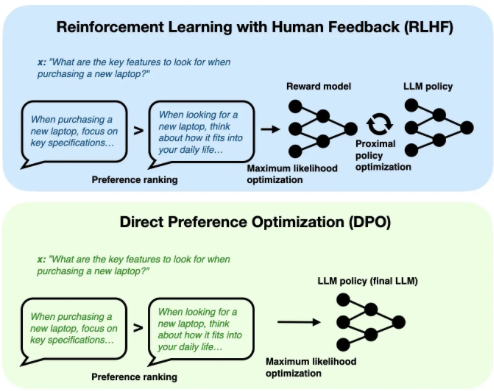 Reinforcement Learning with Human Feedback (RLHF)
x: "What are the key features to look for when
purchasing a new laptop?"
When purchasing a
new laptop, focus on
key specifications...
>
When looking for a
new laptop, think
about how it fits into
your daily life...
Preference ranking
Reward model
LLM policy
Maximum likelihood
optimization
Proximal
policy
optimization
Direct Preference Optimization (DPO)
x: "What are the key features to look for when
purchasing a new laptop?"
When purchasing a
new laptop, focus on
key specifications...
>
When looking for a
new laptop, think
about how it fits into
your daily life...
Preference ranking
LLM policy (final LLM)
Maximum likelihood
optimization